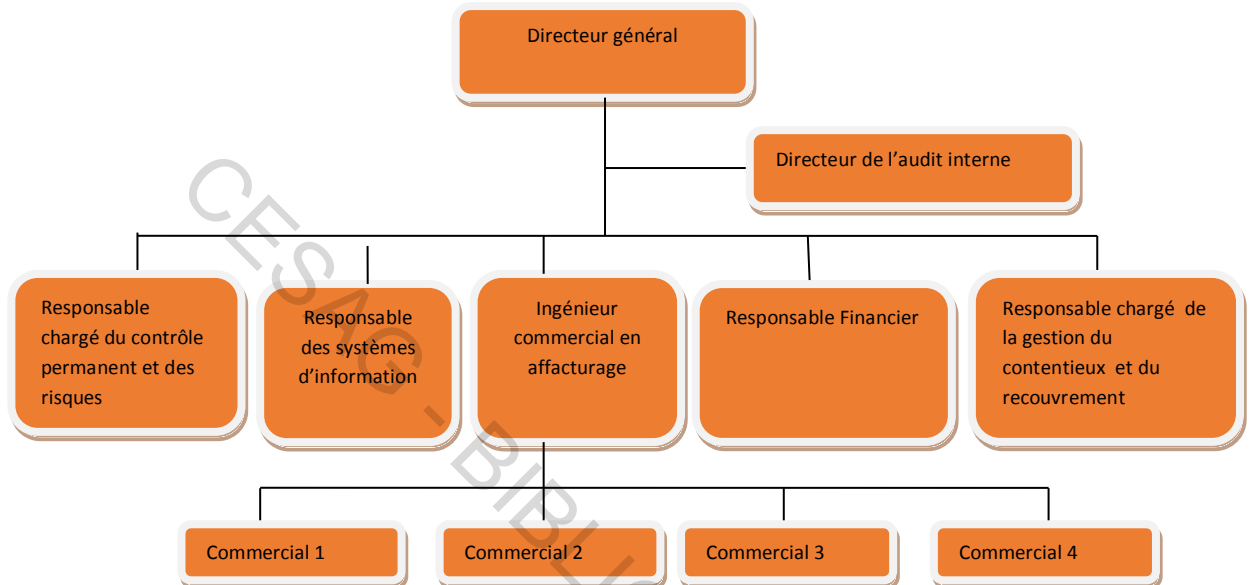 Directeur général
Directeur de l’audit interne
Responsable
chargé du contrôle
permanent et des
risques
Responsable
des systèmes
d’information
Ingénieur
commercial en
affacturage
Responsable Financier
Responsable chargé de
la gestion du
contentieux et du
recouvrement
Commercial 1
Commercial 2
Commercial 3
Commercial 4
CESAG - BIBLIO